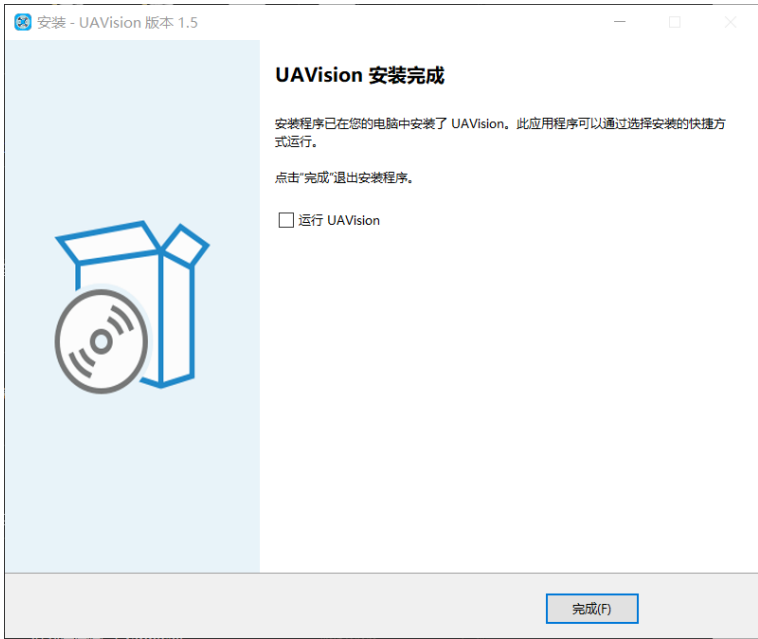 安装 - UAVision 版本 1.5
UAVision 安装完成
安装程序已在您的电脑中安装了 UAVision。此应用程序可以通过选择安装的快捷方
式运行。
点击"完成"退出安装程序。
运行 UAVision
完成(F)